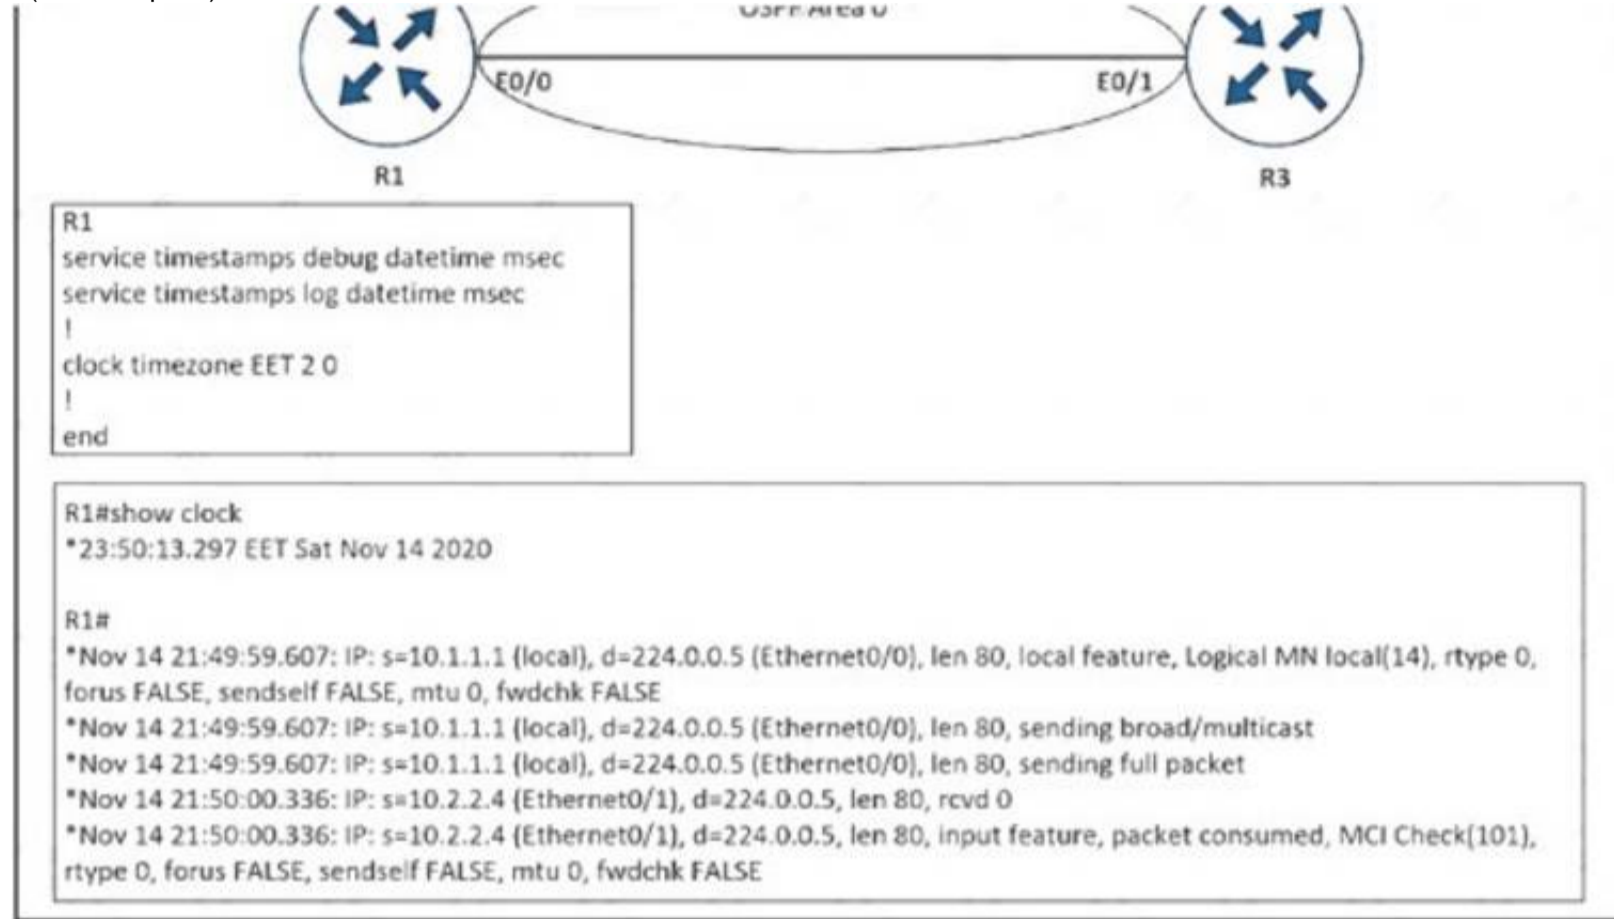 OSPF Area 0
E0/0
E0/1
R1
R3
R1
service timestamps debug datetime msec
service timestamps log datetime msec
!
clock timezone EET 2 0
!
end
R1#show clock
*23:50:13.297 EET Sat Nov 14 2020
R1#
*Nov 14 21:49:59.607: IP: s=10.1.1.1 (local), d=224.0.0.5 (Ethernet0/0), len 80, local feature, Logical MN local(14), rtype 0,
forus FALSE, sendself FALSE, mtu 0, fwdchk FALSE
*Nov 14 21:49:59.607: IP: s=10.1.1.1 (local), d=224.0.0.5 (Ethernet0/0), len 80, sending broad/multicast
*Nov 14 21:49:59.607: IP: s=10.1.1.1 (local), d=224.0.0.5 (Ethernet0/0), len 80, sending full packet
*Nov 14 21:50:00.336: IP: s=10.2.2.4 (Ethernet0/1), d=224.0.0.5, len 80, rcvd 0
*Nov 14 21:50:00.336: IP: s=10.2.2.4 (Ethernet0/1), d=224.0.0.5, len 80, input feature, packet consumed, MCI Check(101),
rtype 0, forus FALSE, sendself FALSE, mtu 0, fwdchk FALSE